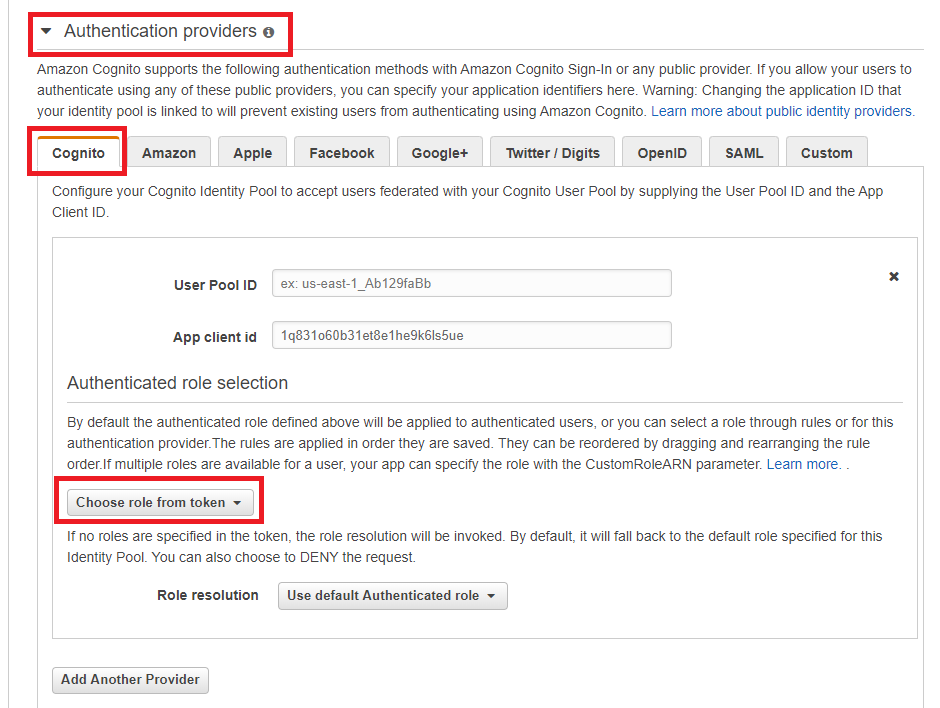 Authentication providers
Amazon Cognito supports the following authentication methods with Amazon Cognito Sign-In or any public provider. If you allow your users to
authenticate using any of these public providers, you can specify your application identifiers here. Warning: Changing the application ID that
your identity pool is linked to will prevent existing users from authenticating using Amazon Cognito. Learn more about public identity providers.
Cognito Amazon Apple Facebook Google+ Twitter / Digits OpenID SAML Custom
Configure your Cognito Identity Pool to accept users federated with your Cognito User Pool by supplying the User Pool ID and the App
Client ID.
User Pool ID ex: us-east-1_Ab129faBb
App client id 1q831o60b31et8e1he9k6ls5ue
Authenticated role selection
By default the authenticated role defined above will be applied to authenticated users, or you can select a role through rules or for this
authentication provider.The rules are applied in order they are saved. They can be reordered by dragging and rearranging the rule
order.If multiple roles are available for a user, your app can specify the role with the CustomRoleARN parameter. Learn more. .
Choose role from token
If no roles are specified in the token, the role resolution will be invoked. By default, it will fall back to the default role specified for this
Identity Pool. You can also choose to DENY the request.
Role resolution Use default Authenticated role
Add Another Provider